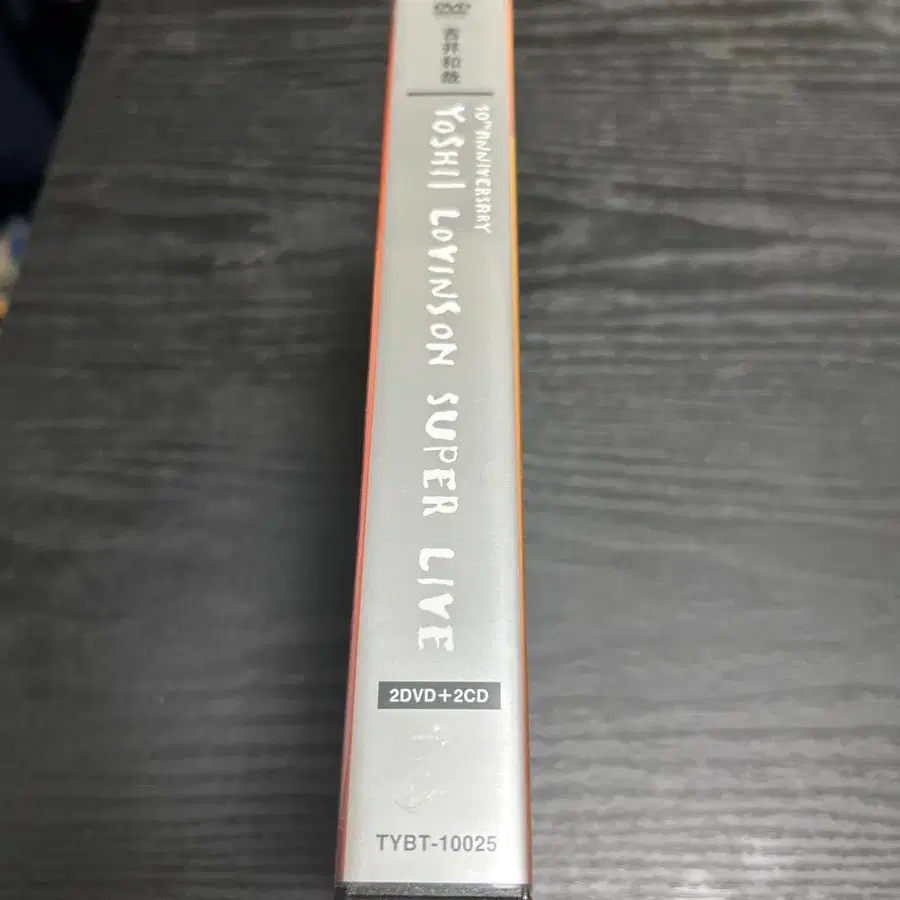 DVD
吉井和哉
10TH ANNIVERSARY
YOSHII LOVINSON SUPER LIVE
2DVD+2CD
TYBT-10025